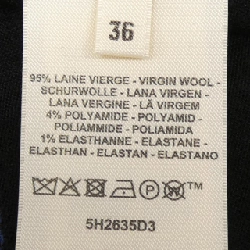 36
95% LAINE VIERGE - VIRGIN WOOL -
SCHURWOLLE - LANA VIRGEN -
LANA VERGINE - LÃ VIRGEM
4% POLYAMIDE - POLYAMID -
POLIAMMIDE - POLIAMIDA
1% ELASTHANNE - ELASTANE -
ELASTHAN - ELASTAN - ELASTANO
TM
5H2635D3